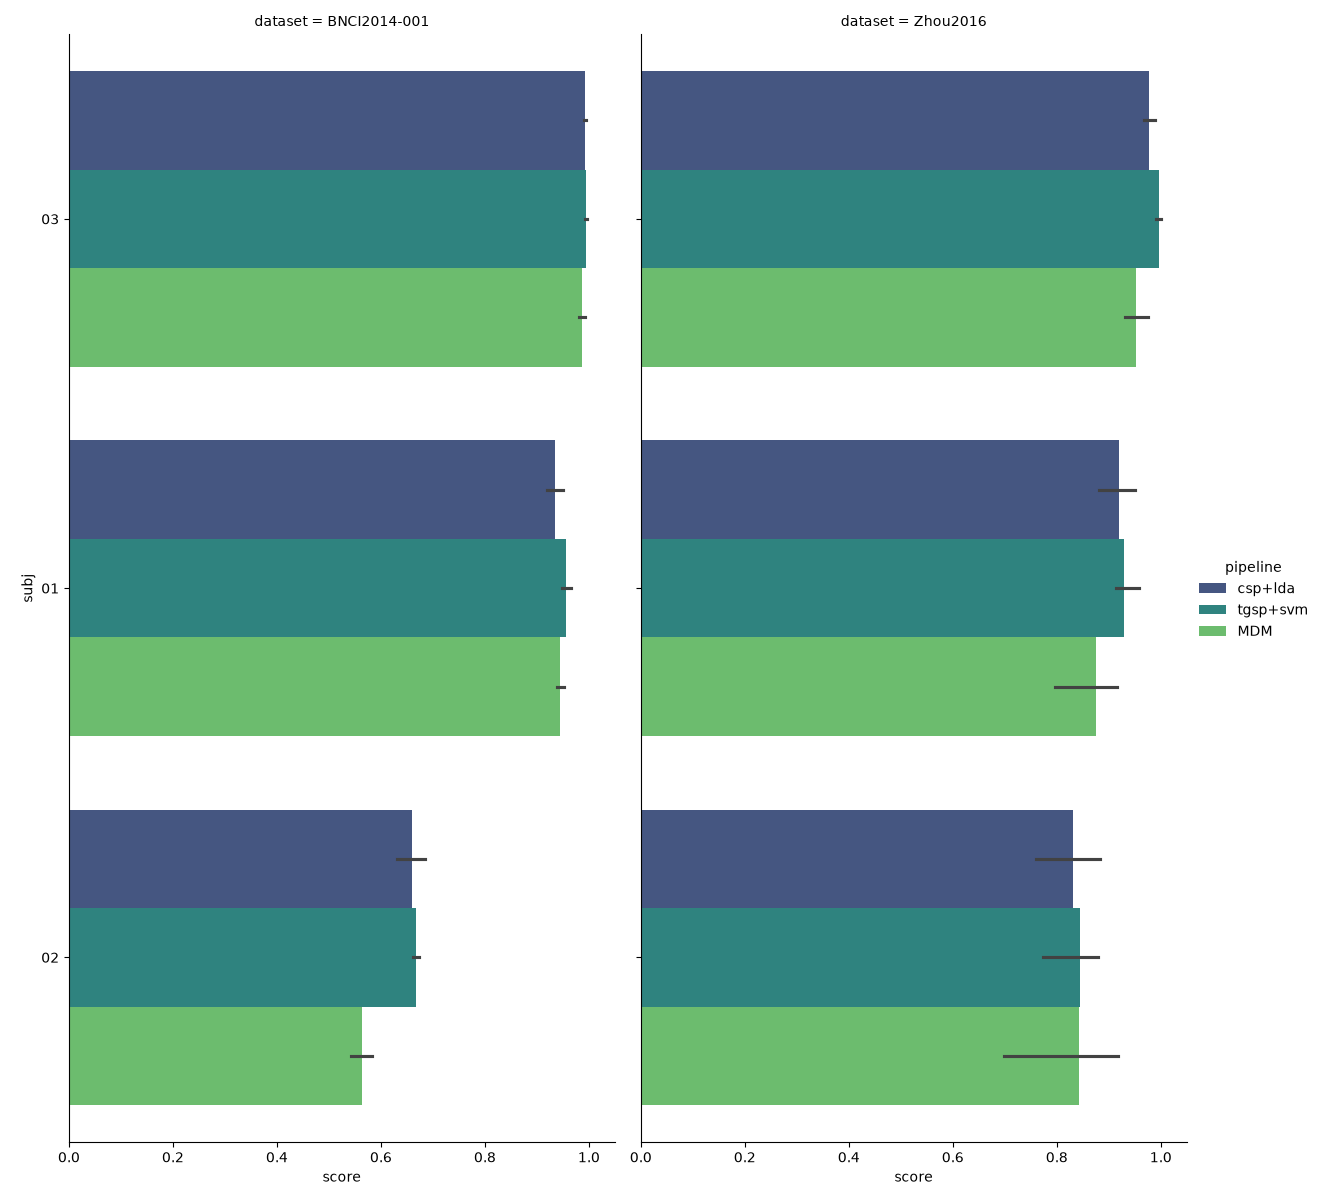 dataset = BNCI2014-001
dataset = Zhou2016
03
01
02
subj
0.0 0.2 0.4 0.6 0.8 1.0
score
0.0 0.2 0.4 0.6 0.8 1.0
score
pipeline
csp+lda
tgsp+svm
MDM